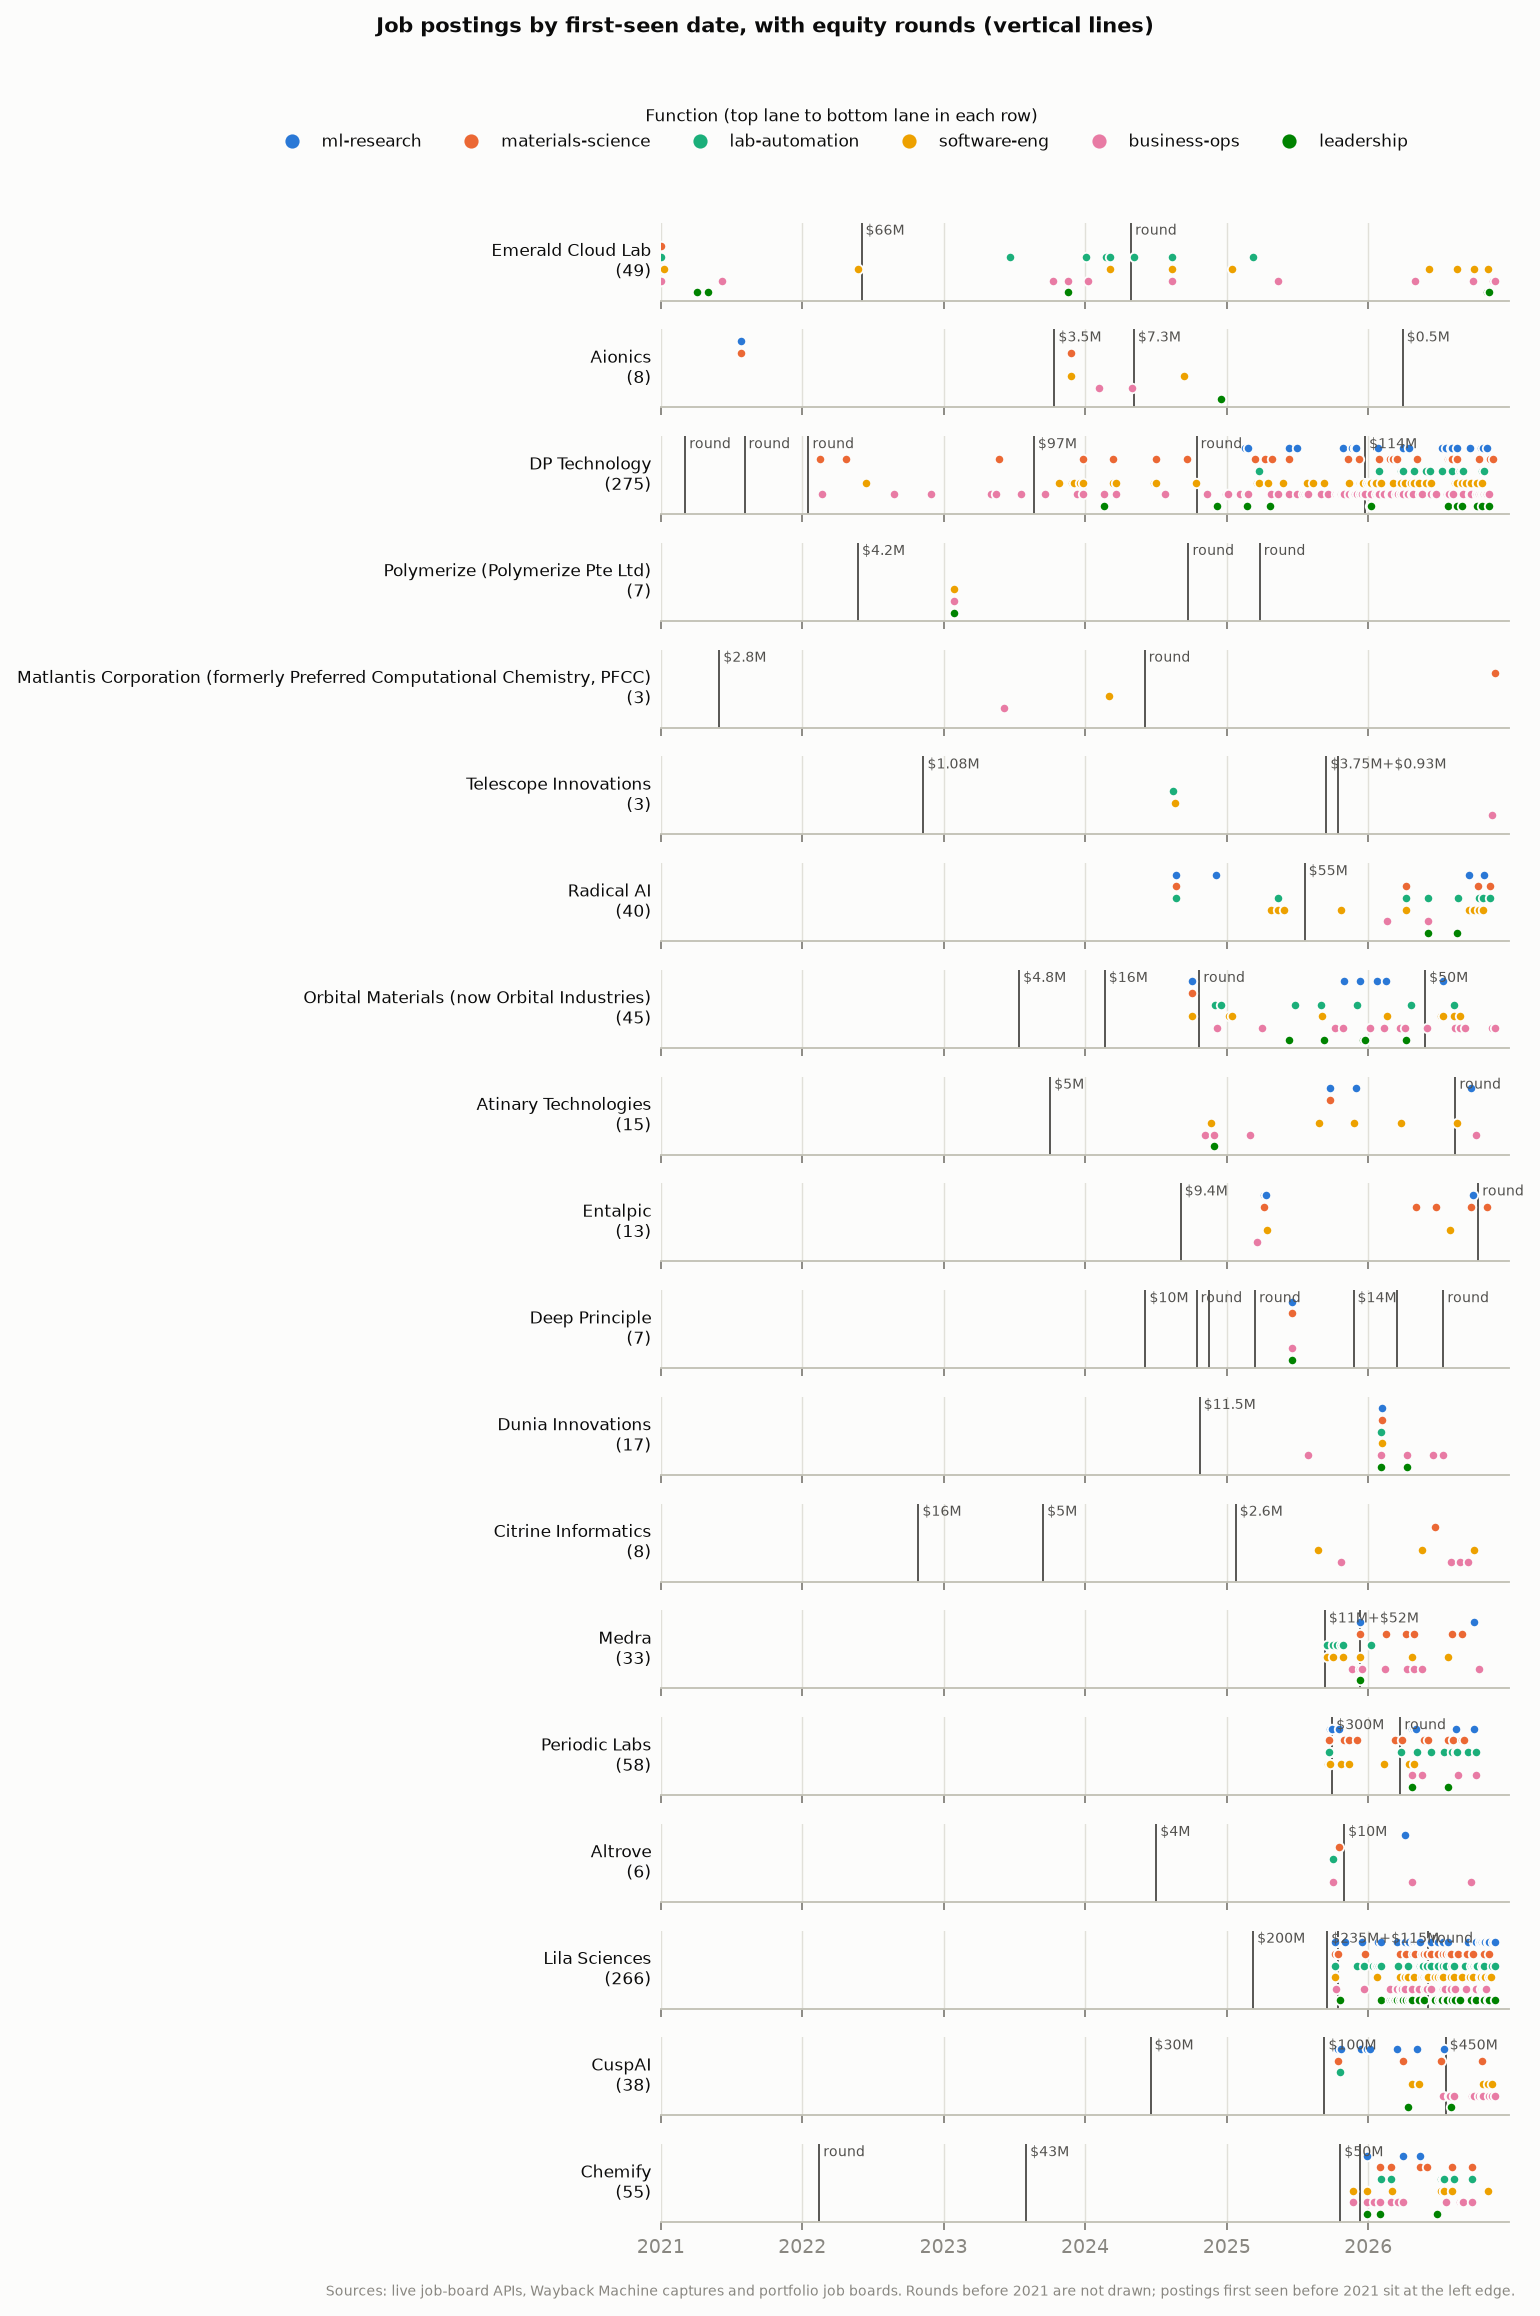 Job postings by first-seen date, with equity rounds (vertical lines)
Function (top lane to bottom lane in each row)
ml-research materials-science lab-automation software-eng business-ops leadership
Emerald Cloud Lab
(49)
$66M round
Aionics
(8)
$3.5M $7.3M $0.5M
DP Technology
(275)
round round round $97M round $114M
Polymerize (Polymerize Pte Ltd)
(7)
$4.2M round round
Matlantis Corporation (formerly Preferred Computational Chemistry, PFCC)
(3)
$2.8M round
Telescope Innovations
(3)
$1.08M $3.75M+$0.93M
Radical AI
(40)
$55M
Orbital Materials (now Orbital Industries)
(45)
$4.8M $16M round $50M
Atinary Technologies
(15)
$5M round
Entalpic
(13)
$9.4M round
Deep Principle
(7)
$10M round round $14M round
Dunia Innovations
(17)
$11.5M
Citrine Informatics
(8)
$16M $5M $2.6M
Medra
(33)
$11M+$52M
Periodic Labs
(58)
$300M round
Altrove
(6)
$4M $10M
Lila Sciences
(266)
$200M $235M+$115M round
CuspAI
(38)
$30M $100M $450M
Chemify
(55)
round $43M $50M
2021 2022 2023 2024 2025 2026
Sources: live job-board APIs, Wayback Machine captures and portfolio job boards. Rounds before 2021 are not drawn; postings first seen before 2021 sit at the left edge.